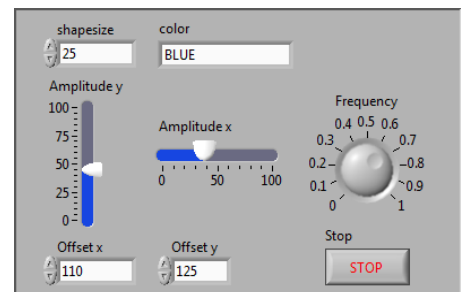 shapesize
25
color
BLUE
Amplitude y
100
75
50
25
0
Amplitude x
0 50 100
Frequency
0.4 0.5 0.6
0.3 0.7
0.2 0.8
0.1 0.9
0 1
Offset x
110
Offset y
125
Stop
STOP